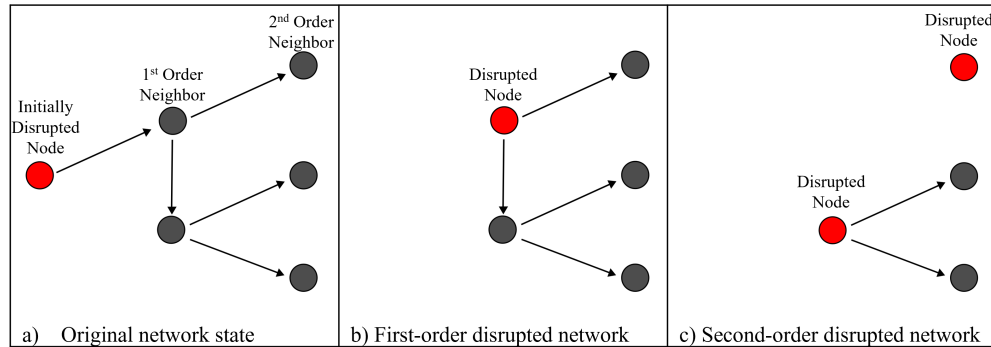 2nd Order
Neighbor
1st Order
Neighbor
Initially
Disrupted
Node
a) Original network state
Disrupted
Node
b) First-order disrupted network
Disrupted
Node
Disrupted
Node
c) Second-order disrupted network